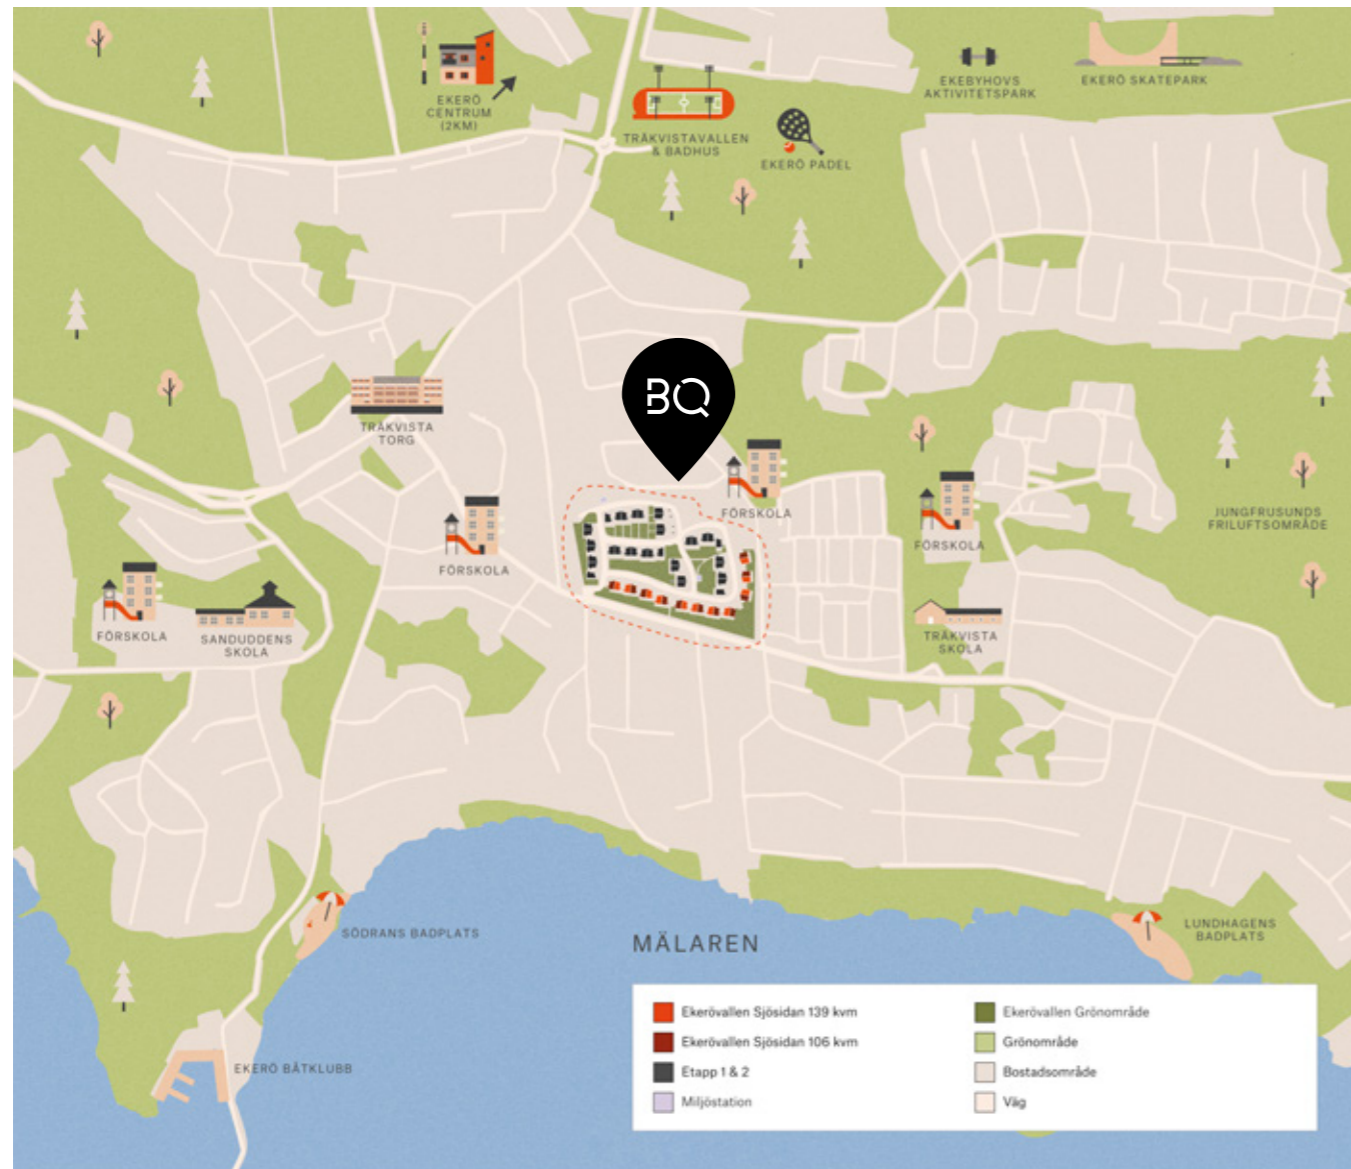 EKERÖ
CENTRUM
(2KM)
TRÄKVISTAVALLEN
& BADHUS
EKERÖ PADEL
EKEBYHOVS
AKTIVITETSPARK
EKERÖ SKATEPARK
TRÄKVISTA
TORG
BQ
FÖRSKOLA
FÖRSKOLA
FÖRSKOLA
JUNGFRUSUNDS
FRILUFTSOMRÅDE
FÖRSKOLA
SANDUDDENS
SKOLA
TRÄKVISTA
SKOLA
SÖDRANS BADPLATS
MÄLAREN
LUNDHAGENS
BADPLATS
EKERÖ BÅTKLUBB
Ekerövallen Sjösidan 139 kvm
Ekerövallen Sjösidan 106 kvm
Etapp 1 & 2
Miljöstation
Ekerövallen Grönområde
Grönområde
Bostadsområde
Väg